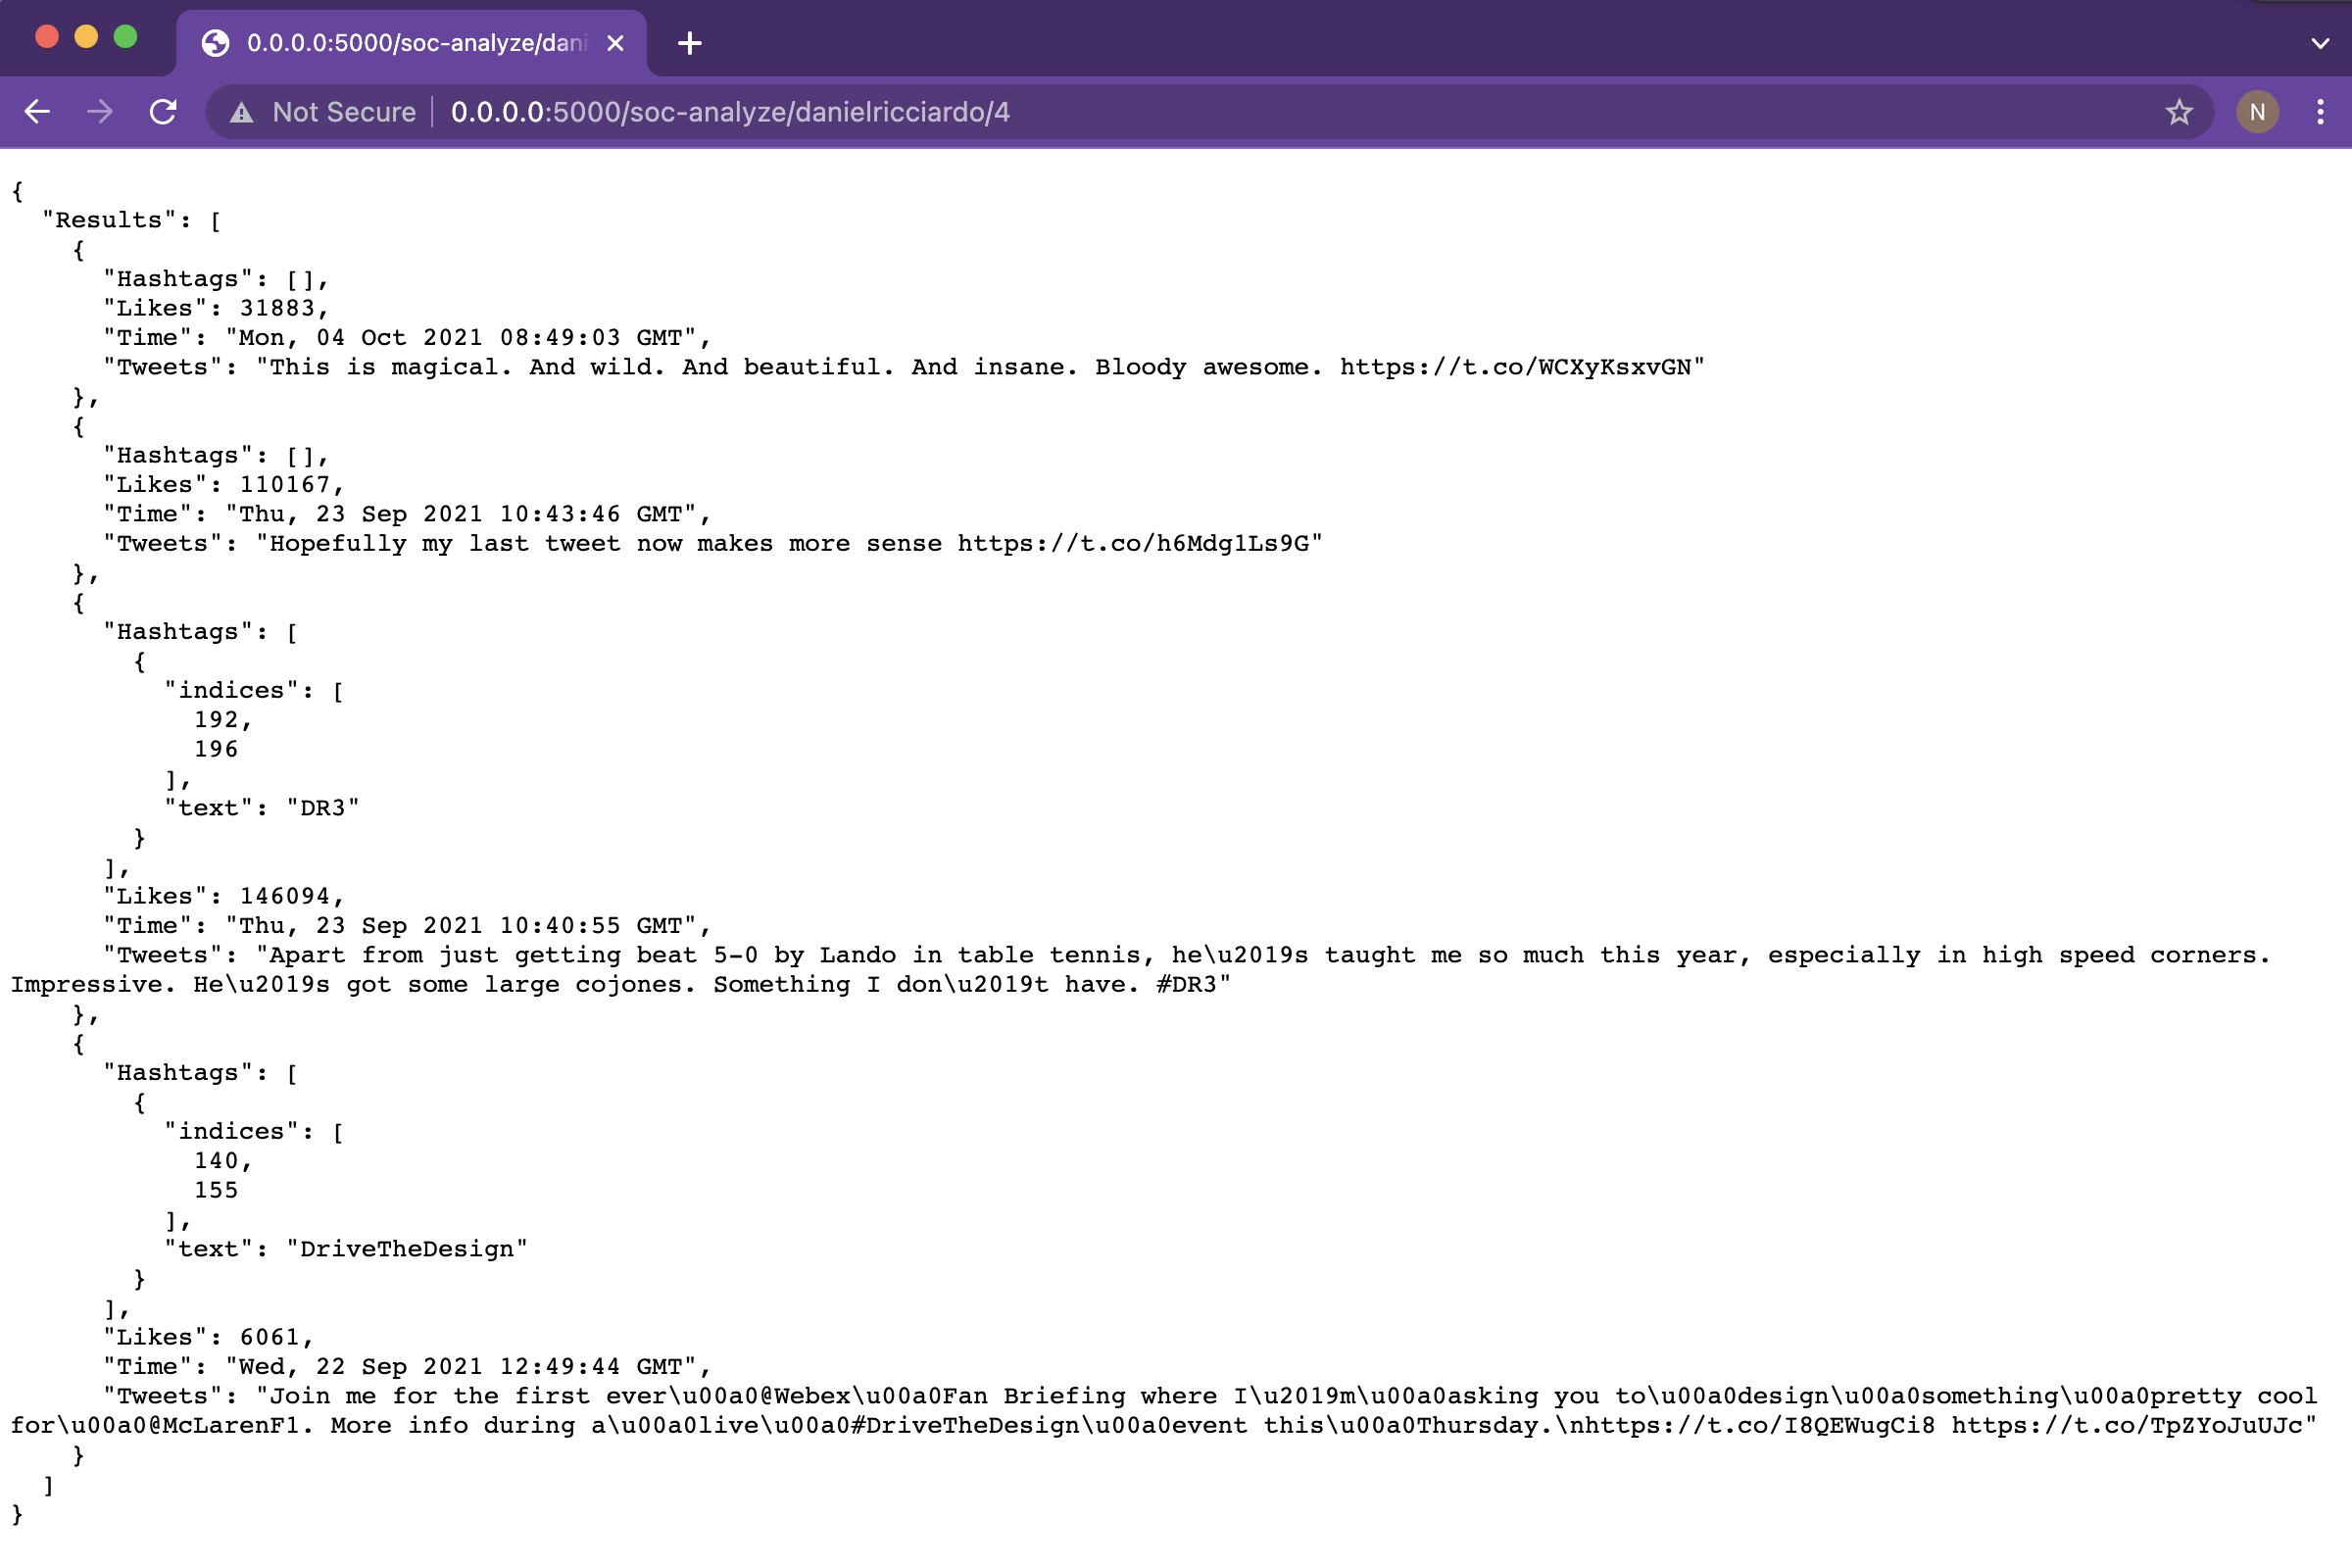 0.0.0.0:5000/soc-analyze/dani
Not Secure 0.0.0.0:5000/soc-analyze/danielricciardo/4 N
{
  "Results": [
    {
      "Hashtags": [],
      "Likes": 31883,
      "Time": "Mon, 04 Oct 2021 08:49:03 GMT",
      "Tweets": "This is magical. And wild. And beautiful. And insane. Bloody awesome. https://t.co/WCXyKsxvGN"
    },
    {
      "Hashtags": [],
      "Likes": 110167,
      "Time": "Thu, 23 Sep 2021 10:43:46 GMT",
      "Tweets": "Hopefully my last tweet now makes more sense https://t.co/h6Mdg1Ls9G"
    },
    {
      "Hashtags": [
        {
          "indices": [
            192,
            196
          ],
          "text": "DR3"
        }
      ],
      "Likes": 146094,
      "Time": "Thu, 23 Sep 2021 10:40:55 GMT",
      "Tweets": "Apart from just getting beat 5-0 by Lando in table tennis, he\u2019s taught me so much this year, especially in high speed corners.
Impressive. He\u2019s got some large cojones. Something I don\u2019t have. #DR3"
    },
    {
      "Hashtags": [
        {
          "indices": [
            140,
            155
          ],
          "text": "DriveTheDesign"
        }
      ],
      "Likes": 6061,
      "Time": "Wed, 22 Sep 2021 12:49:44 GMT",
      "Tweets": "Join me for the first ever\u00a0@Webex\u00a0Fan Briefing where I\u2019m\u00a0asking you to\u00a0design\u00a0something\u00a0pretty cool
for\u00a0@McLarenF1. More info during a\u00a0live\u00a0#DriveTheDesign\u00a0event this\u00a0Thursday.\nhttps://t.co/I8QEWugCi8 https://t.co/TpZYoJuUJc"
    }
  ]
}